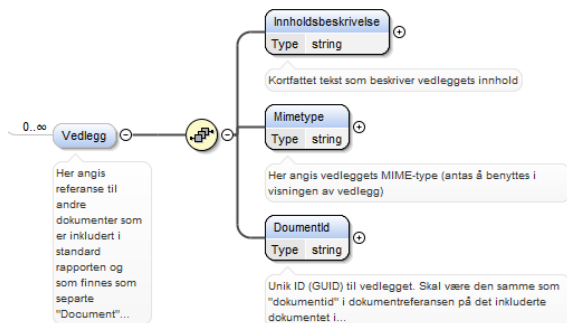 Innholdsbeskrivelse
Type string
Kortfattet tekst som beskriver vedleggets innhold
0..∞
Vedlegg
Her angis
referanse til
andre
dokumenter som
er inkludert i
standard
rapporten og
som finnes som
separte
"Document"...
Mimetype
Type string
Her angis vedleggets MIME-type (antas å benyttes i
visningen av vedlegg)
DoumentId
Type string
Unik ID (GUID) til vedlegget. Skal være den samme som
"dokumentid" i dokumentreferansen på det inkluderte
dokumentet i...